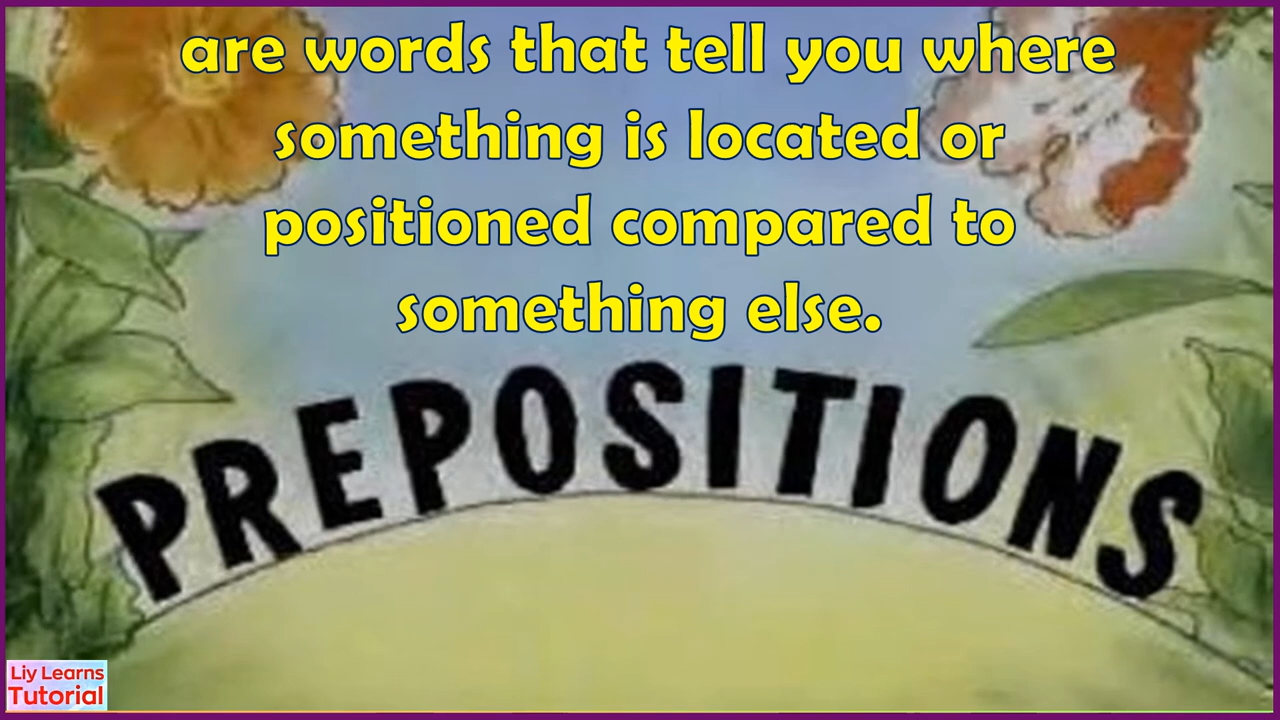 are words that tell you where
something is located or
positioned compared to
something else.
PREPOSITIONS
Liy Learns
Tutorial